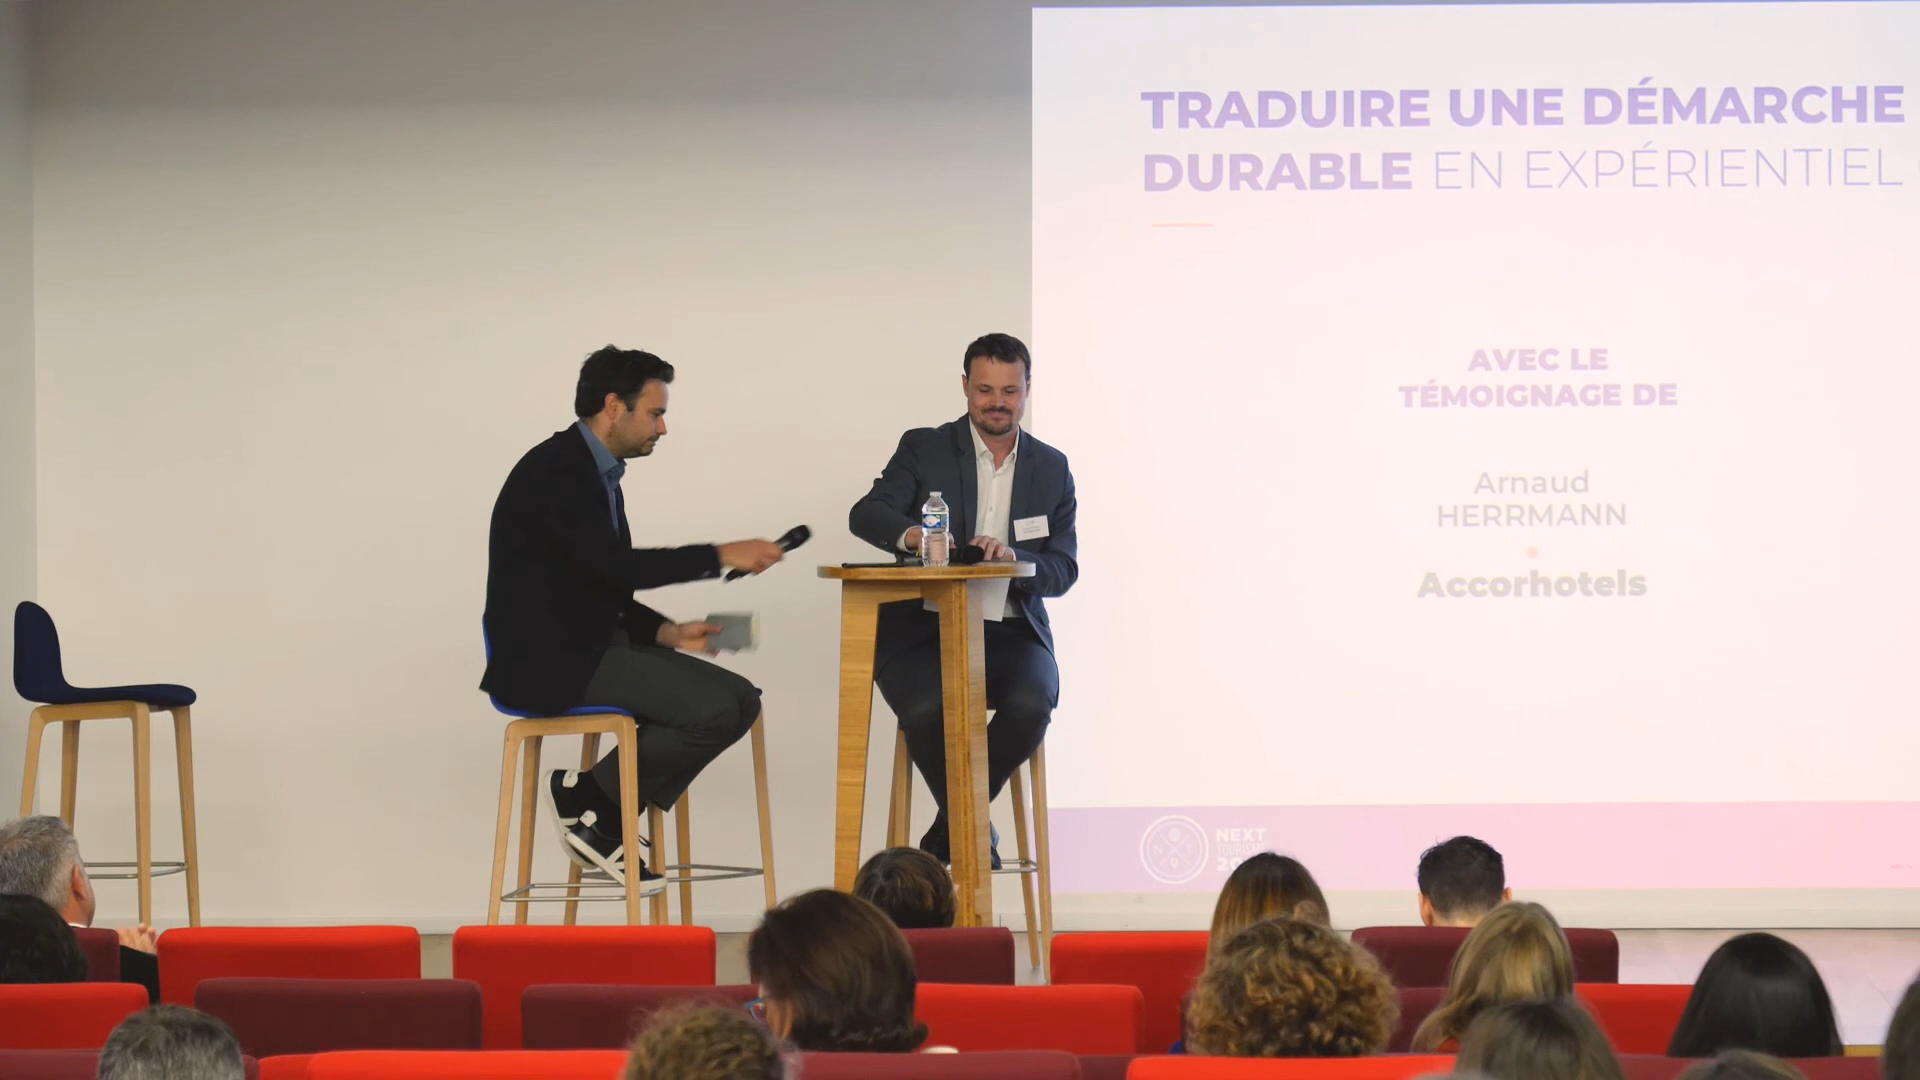 TRADUIRE UNE DÉMARCHE
DURABLE EN EXPÉRIENTIEL
AVEC LE
TÉMOIGNAGE DE
Arnaud
HERRMANN
Accorhotels
N T
NEXT